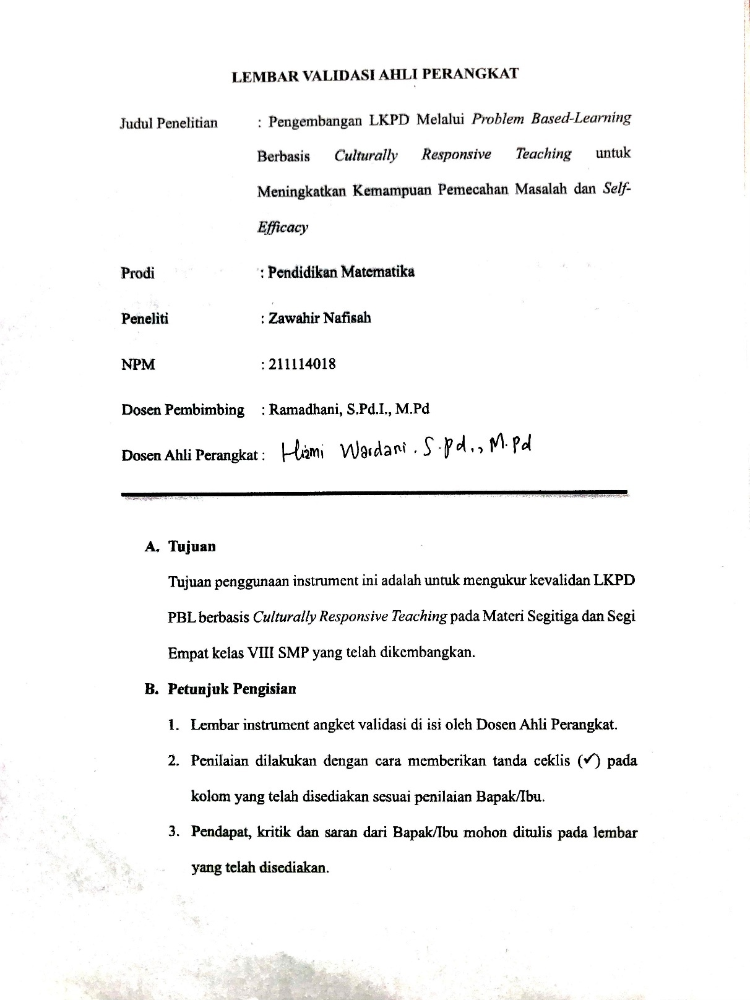 LEMBAR VALIDASI AHLI PERANGKAT
Judul Penelitian : Pengembangan LKPD Melalui Problem Based-Learning
Berbasis Culturally Responsive Teaching untuk
Meningkatkan Kemampuan Pemecahan Masalah dan Self-
Efficacy
Prodi : Pendidikan Matematika
Peneliti : Zawahir Nafisah
NPM : 211114018
Dosen Pembimbing : Ramadhani, S.Pd.I., M.Pd
Dosen Ahli Perangkat : Hizmi Wardani. S.pd., M.Pd
A. Tujuan
Tujuan penggunaan instrument ini adalah untuk mengukur kevalidan LKPD
PBL berbasis Culturally Responsive Teaching pada Materi Segitiga dan Segi
Empat kelas VIII SMP yang telah dikembangkan.
B. Petunjuk Pengisian
1. Lembar instrument angket validasi di isi oleh Dosen Ahli Perangkat.
2. Penilaian dilakukan dengan cara memberikan tanda ceklis (✓) pada
kolom yang telah disediakan sesuai penilaian Bapak/Ibu.
3. Pendapat, kritik dan saran dari Bapak/Ibu mohon ditulis pada lembar
yang telah disediakan.